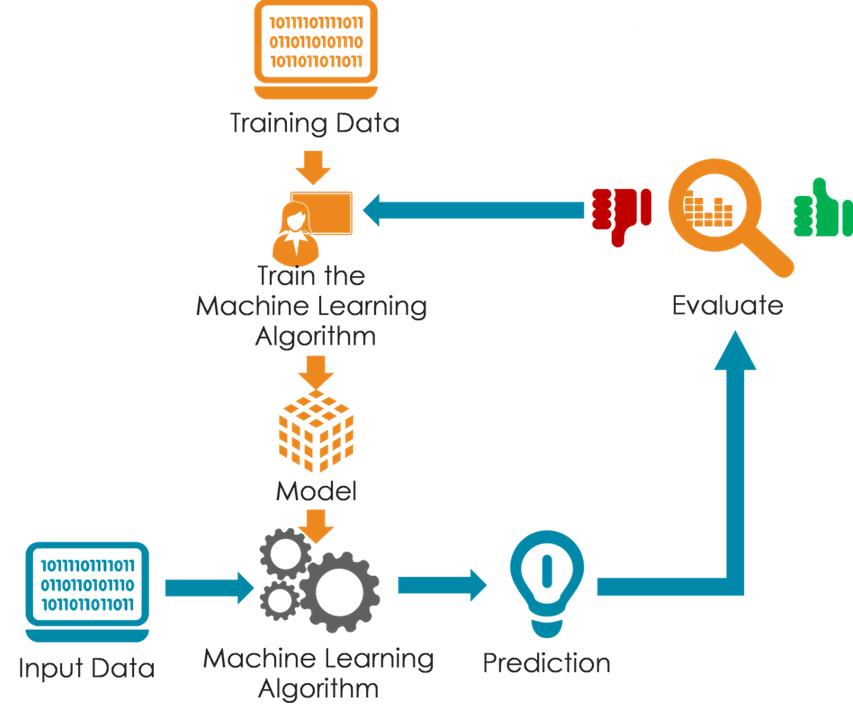 1011110111011
0110110101110
1011011011011
Training Data
Train the
Machine Learning
Algorithm
Evaluate
Model
1011110111011
0110110101110
1011011011011
Input Data
Machine Learning
Algorithm
Prediction